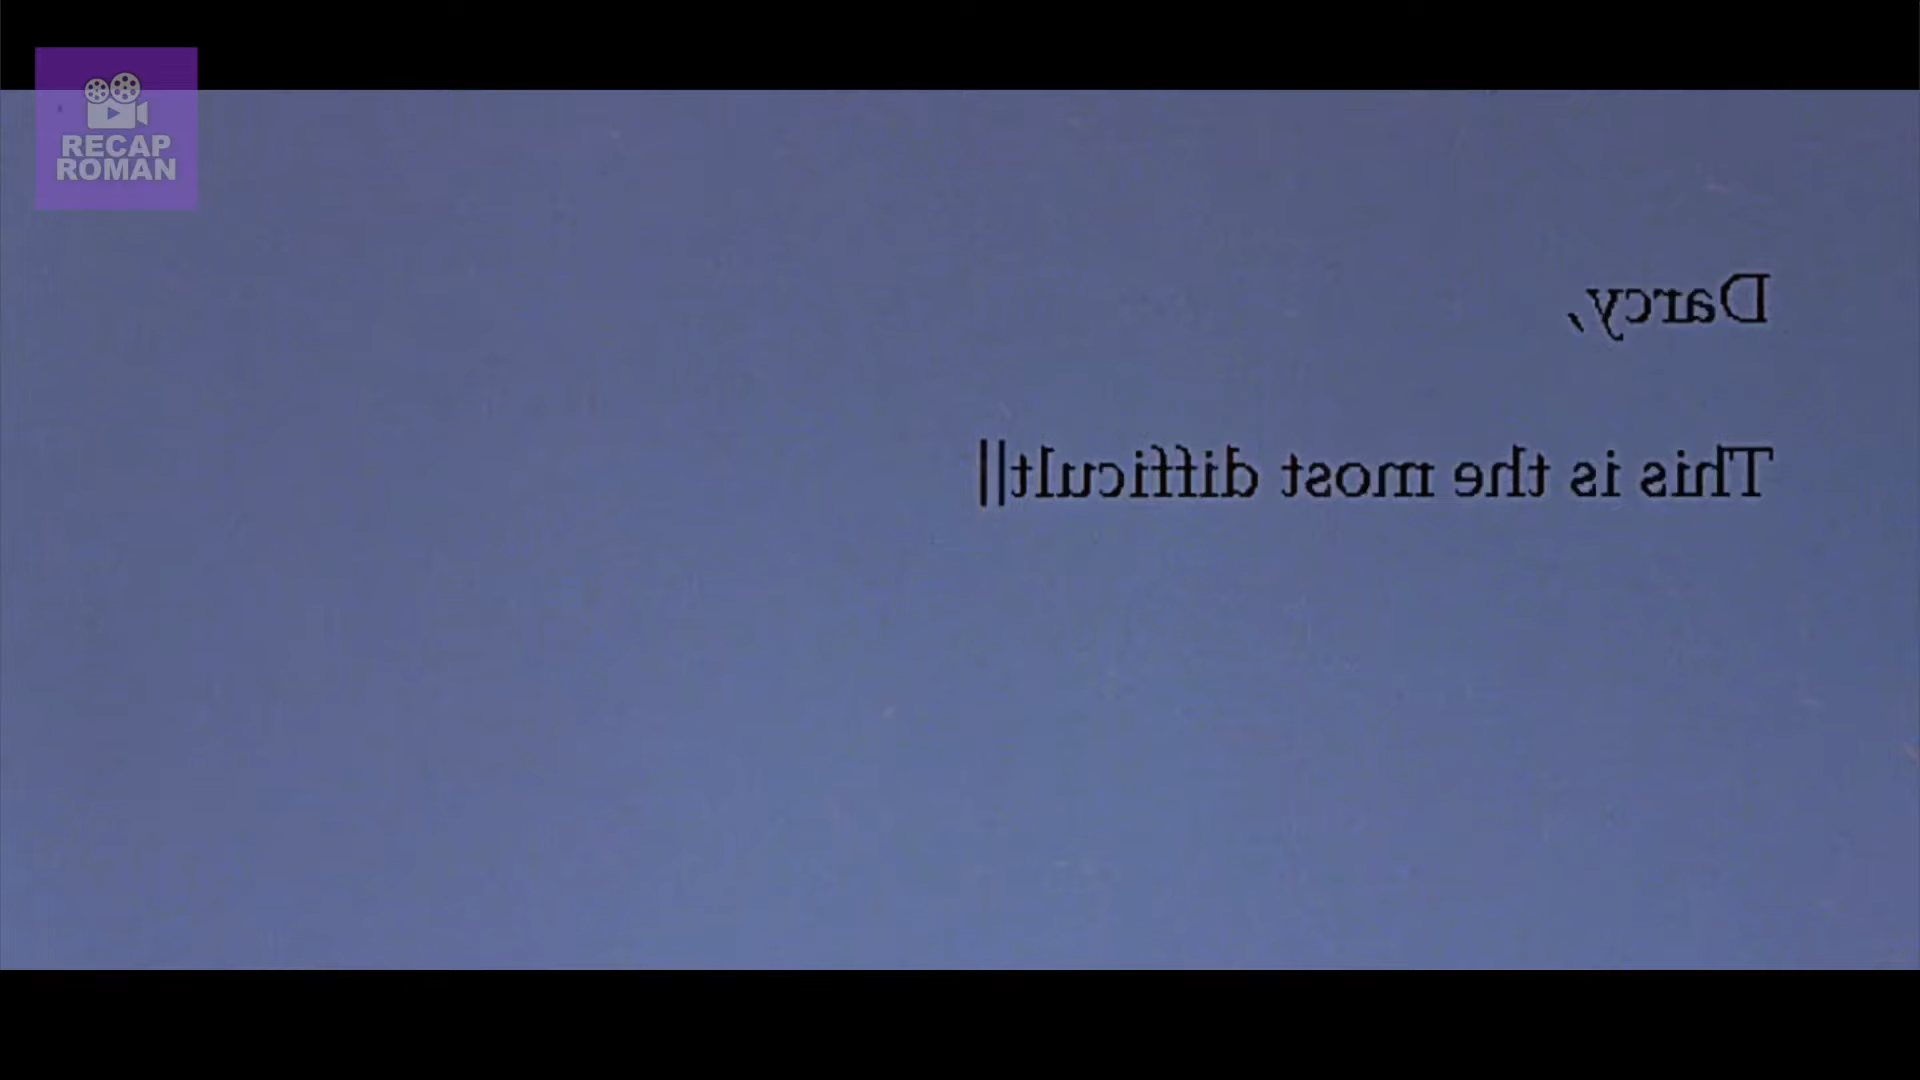 RECAP
ROMAN
Darcy,
This is the most difficult